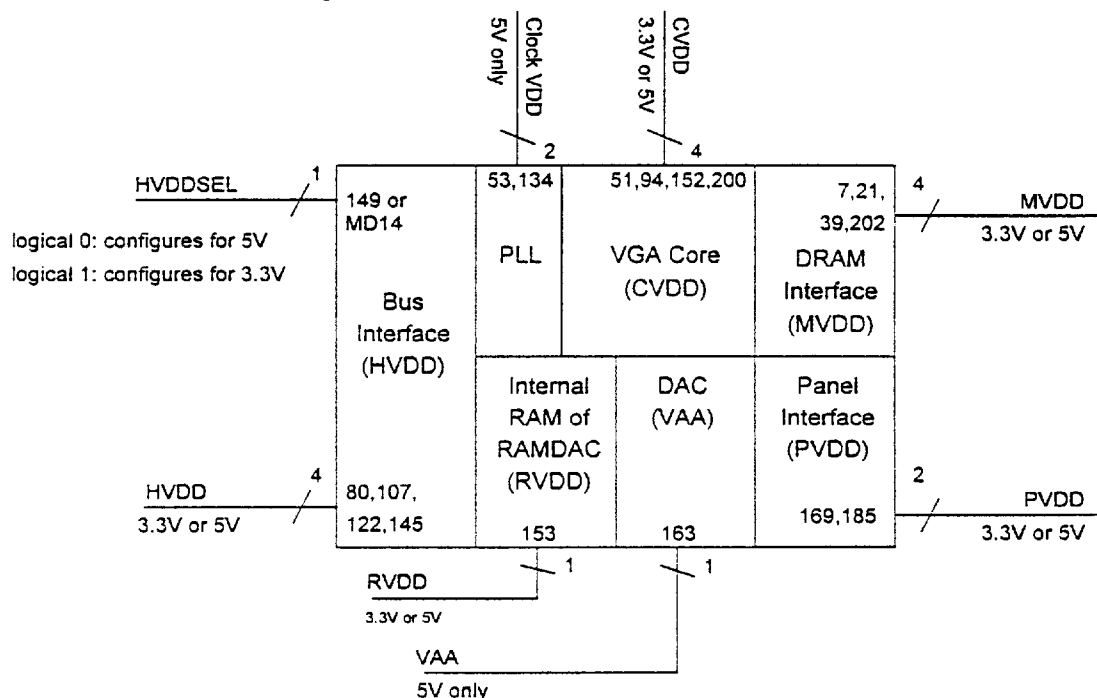 Clock VDD
5V only
CVDD
3.3V or 5V
2
4
HVDDSEL
1
logical 0: configures for 5V
logical 1: configures for 3.3V
149 or
MD14
Bus
Interface
(HVDD)
53,134
PLL
51,94,152,200
VGA Core
(CVDD)
7,21,
39,202
DRAM
Interface
(MVDD)
4
MVDD
3.3V or 5V
HVDD
3.3V or 5V
4
80,107,
122,145
Internal
RAM of
RAMDAC
(RVDD)
153
DAC
(VAA)
163
Panel
Interface
(PVDD)
169,185
2
PVDD
3.3V or 5V
RVDD
3.3V or 5V
1
VAA
5V only
1